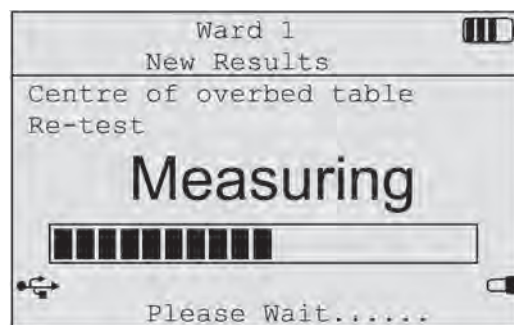 Ward 1
New Results
Centre of overbed table
Re-test
Measuring
Please Wait......